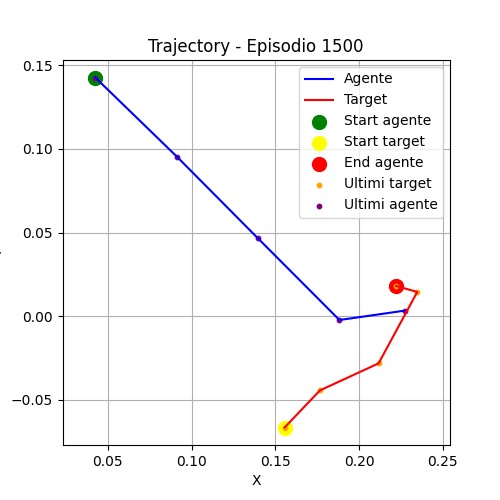 Trajectory - Episodio 1500
Agente
Target
Start agente
Start target
End agente
Ultimi target
Ultimi agente
0.15
0.10
0.05
0.00
−0.05
0.05
0.10
0.15
0.20
0.25
X